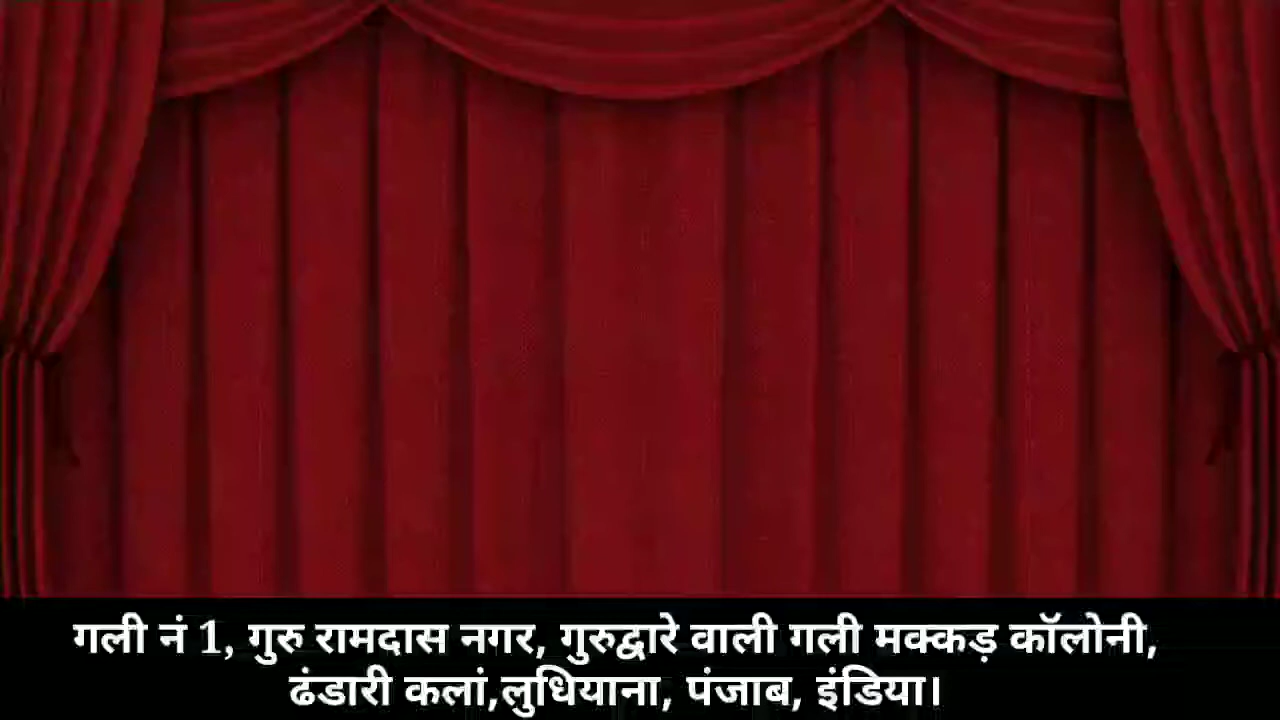 गली नं 1, गुरु रामदास नगर, गुरुद्वारे वाली गली मक्कड़ कॉलोनी,
ढंडारी कलां,लुधियाना, पंजाब, इंडिया।